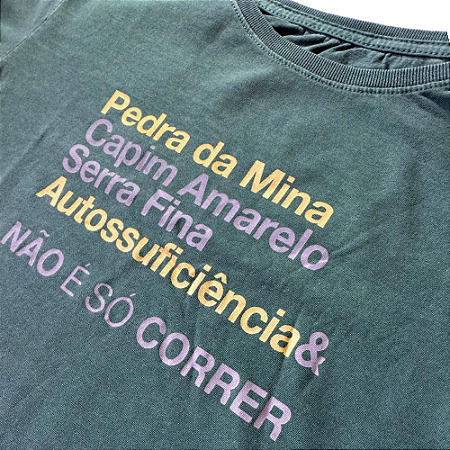 Pedra da Mina
Capim Amarelo
Serra Fina
Autossuficiência&
NÃO É SÓ CORRER